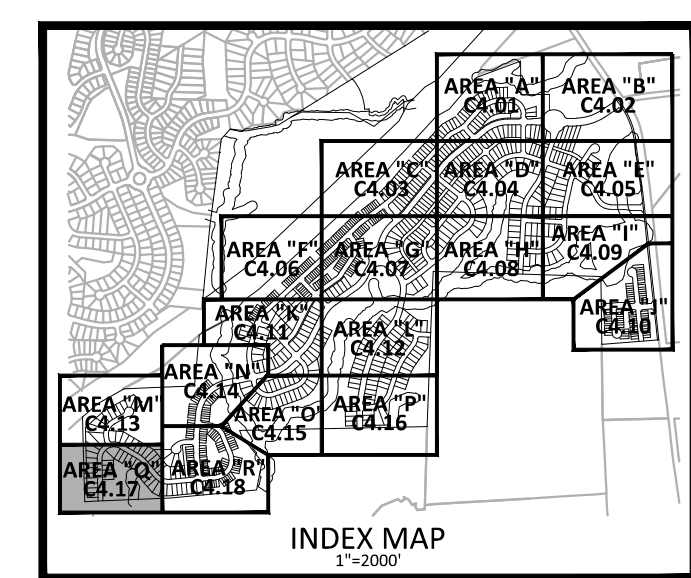 AREA "A"
C4.01
AREA "B"
C4.02
AREA "C"
C4.03
AREA "D"
C4.04
AREA "E"
C4.05
AREA "F"
C4.06
AREA "G"
C4.07
AREA "H"
C4.08
AREA "I"
C4.09
AREA "J"
C4.10
AREA "K"
C4.11
AREA "L"
C4.12
AREA "M"
C4.13
AREA "N"
C4.14
AREA "O"
C4.15
AREA "P"
C4.16
AREA "Q"
C4.17
AREA "R"
C4.18
INDEX MAP
1"=2000'